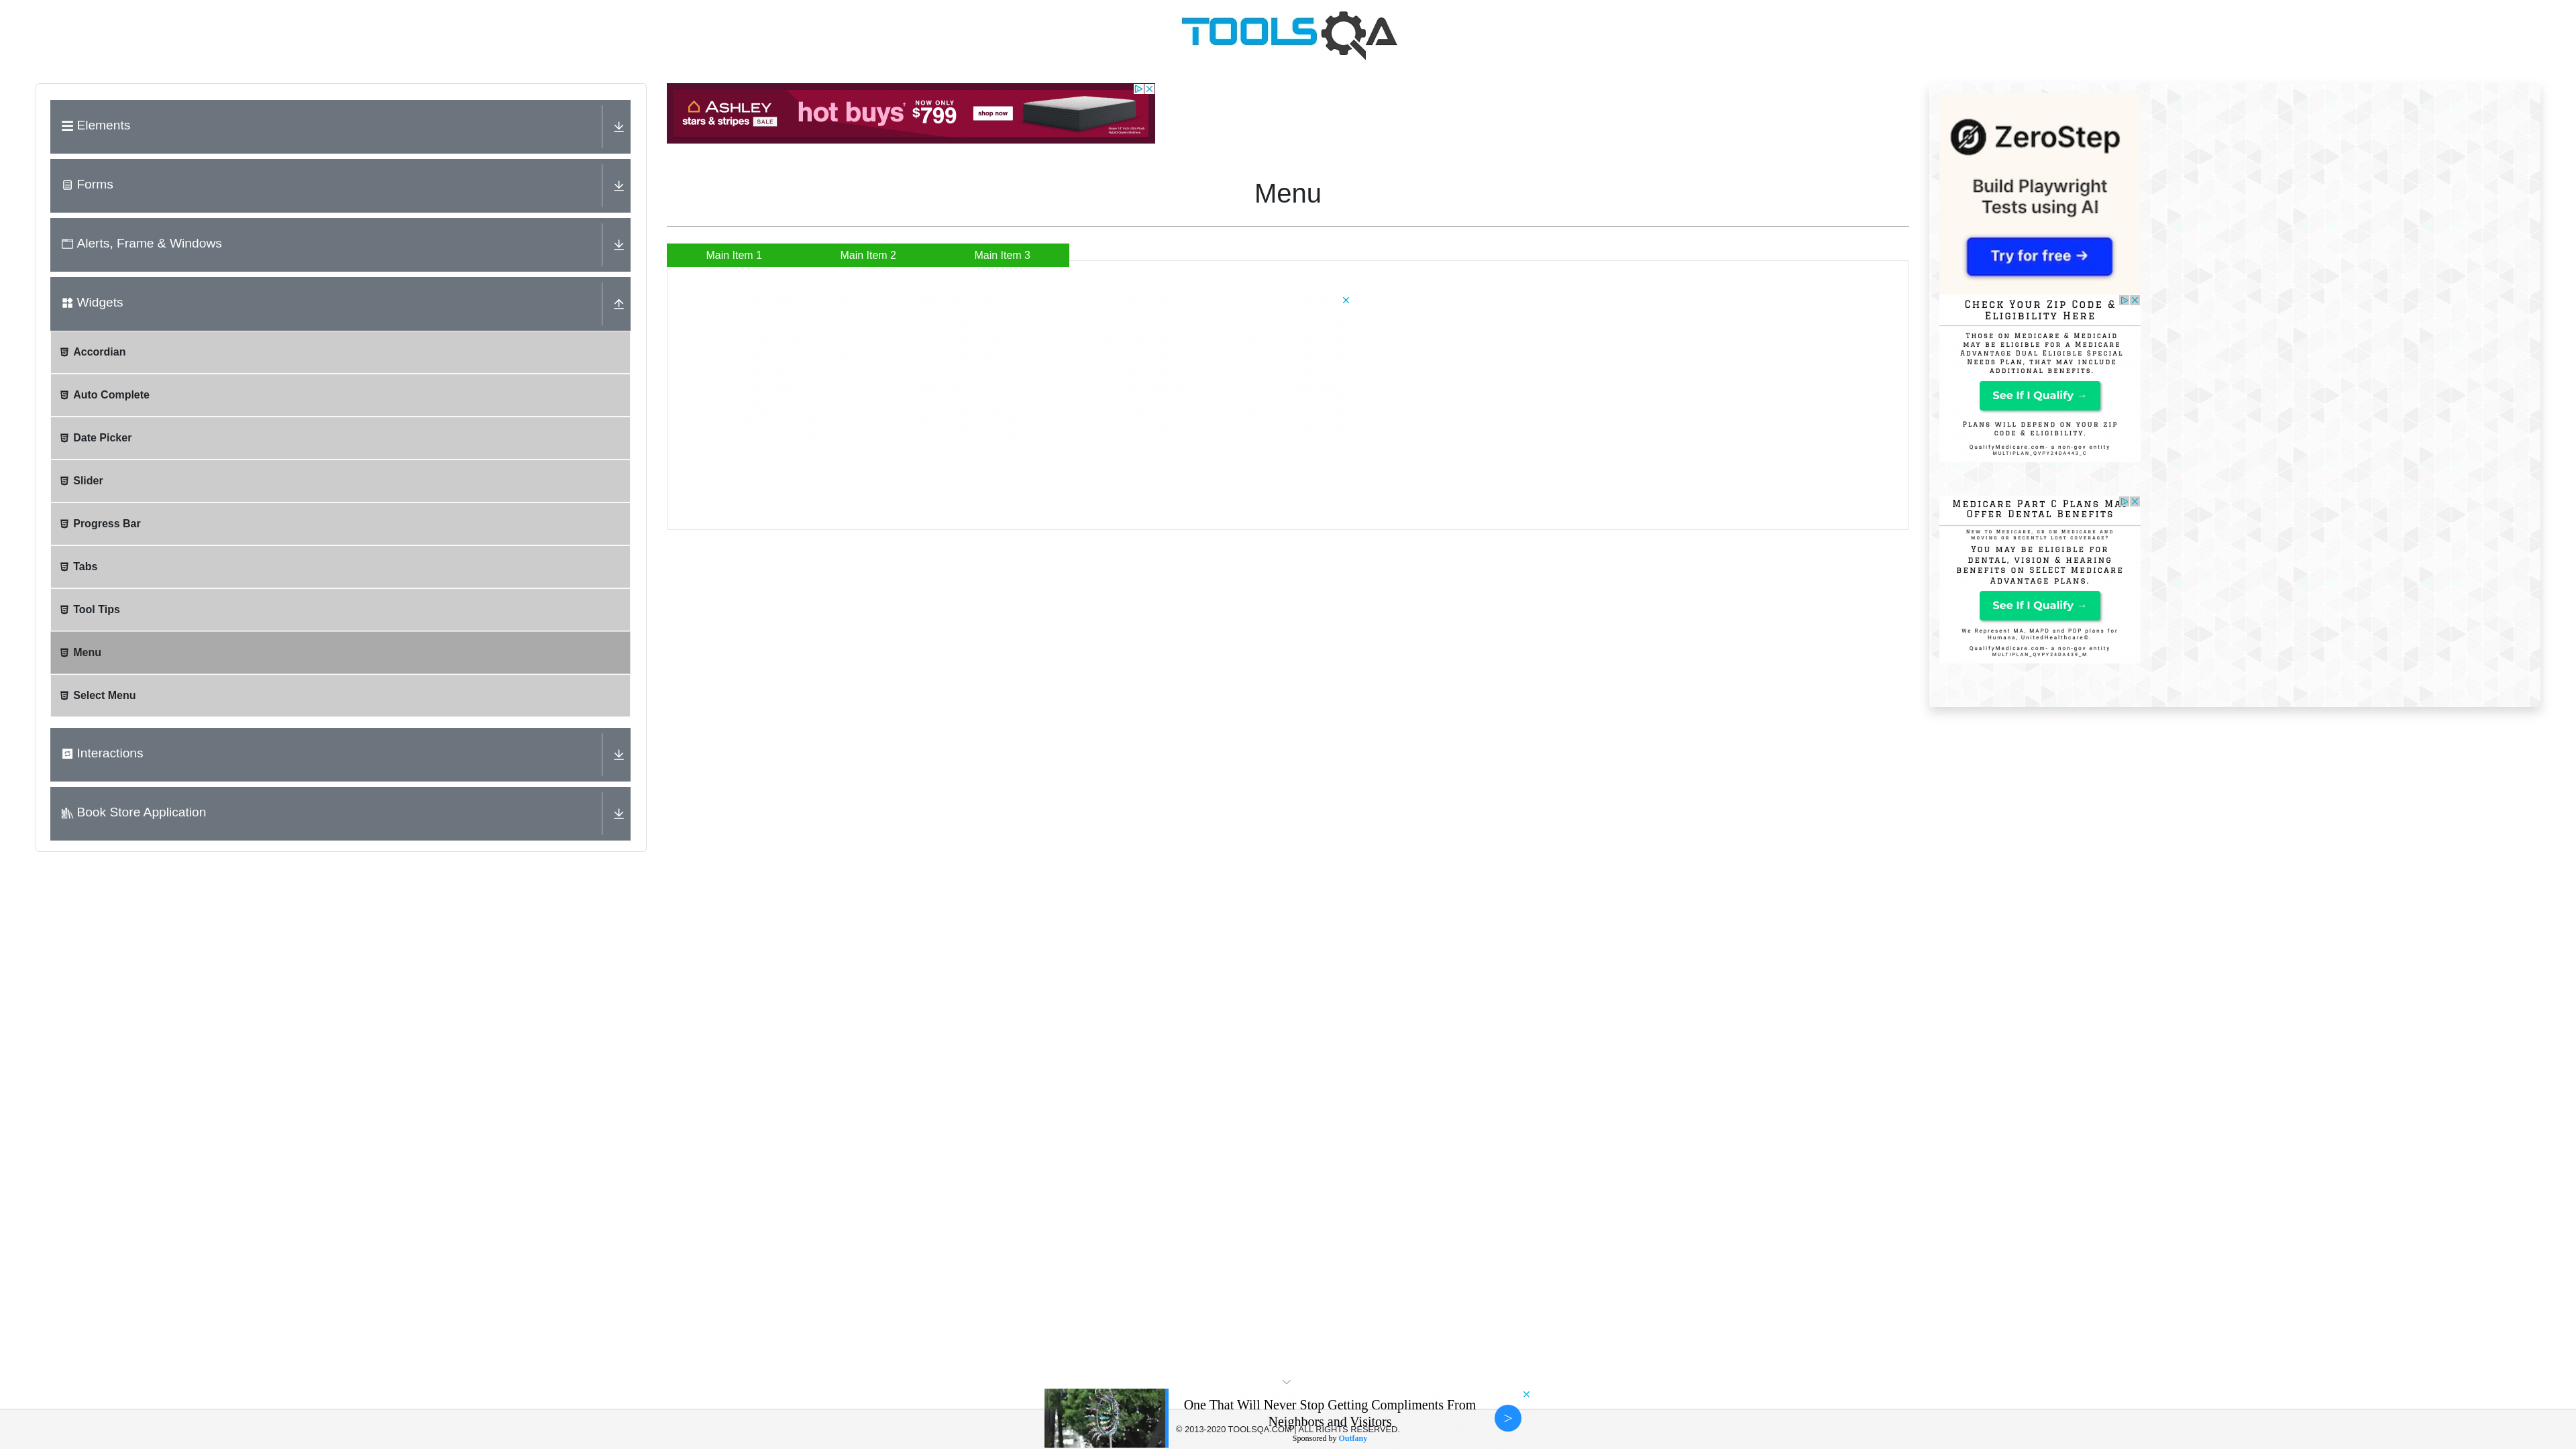 TOOLSQA
Elements
Forms
Alerts, Frame & Windows
Widgets
Accordian
Auto Complete
Date Picker
Slider
Progress Bar
Tabs
Tool Tips
Menu
Select Menu
Interactions
Book Store Application
ASHLEY
stars & stripes SALE
hot buys†
NOW ONLY
$799
shop now
Menu
Main Item 1
Main Item 2
Main Item 3
ZeroStep
Build Playwright
Tests using AI
Try for free →
Check Your Zip Code &
Eligibility Here
Those on Medicare & Medicaid
may be eligible for a Medicare
Advantage Dual Eligible Special
Needs Plan, that may include
additional benefits.
See If I Qualify →
Plans will depend on your zip
code & eligibility.
QualifyMedicare.com- a non-gov entity
MULTIPLAN_QVPY24DA443_C
Medicare Part C Plans May
Offer Dental Benefits
New to Medicare, or on Medicare and
moving or recently lost coverage?
You may be eligible for
dental, vision & hearing
benefits on SELECT Medicare
Advantage plans.
See If I Qualify →
We Represent MA, MAPD and PDP plans for
Humana, UnitedHealthcare©.
QualifyMedicare.com- a non-gov entity
MULTIPLAN_QVPY24DA439_M
One That Will Never Stop Getting Compliments From
Neighbors and Visitors
Sponsored by Outfany
>
© 2013-2020 TOOLSQA.COM | ALL RIGHTS RESERVED.